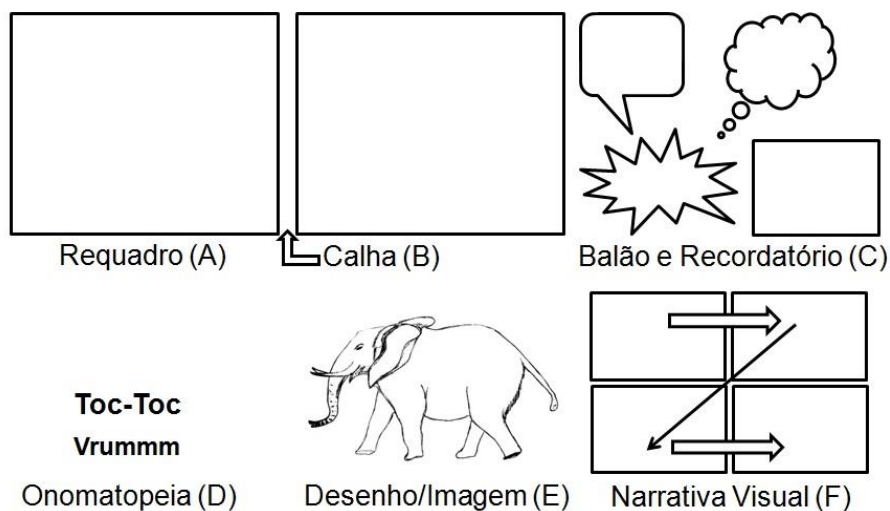 Requadro (A)
Calha (B)
Balão e Recordatório (C)
Toc-Toc
Vrummm
Onomatopeia (D)
Desenho/Imagem (E)
Narrativa Visual (F)